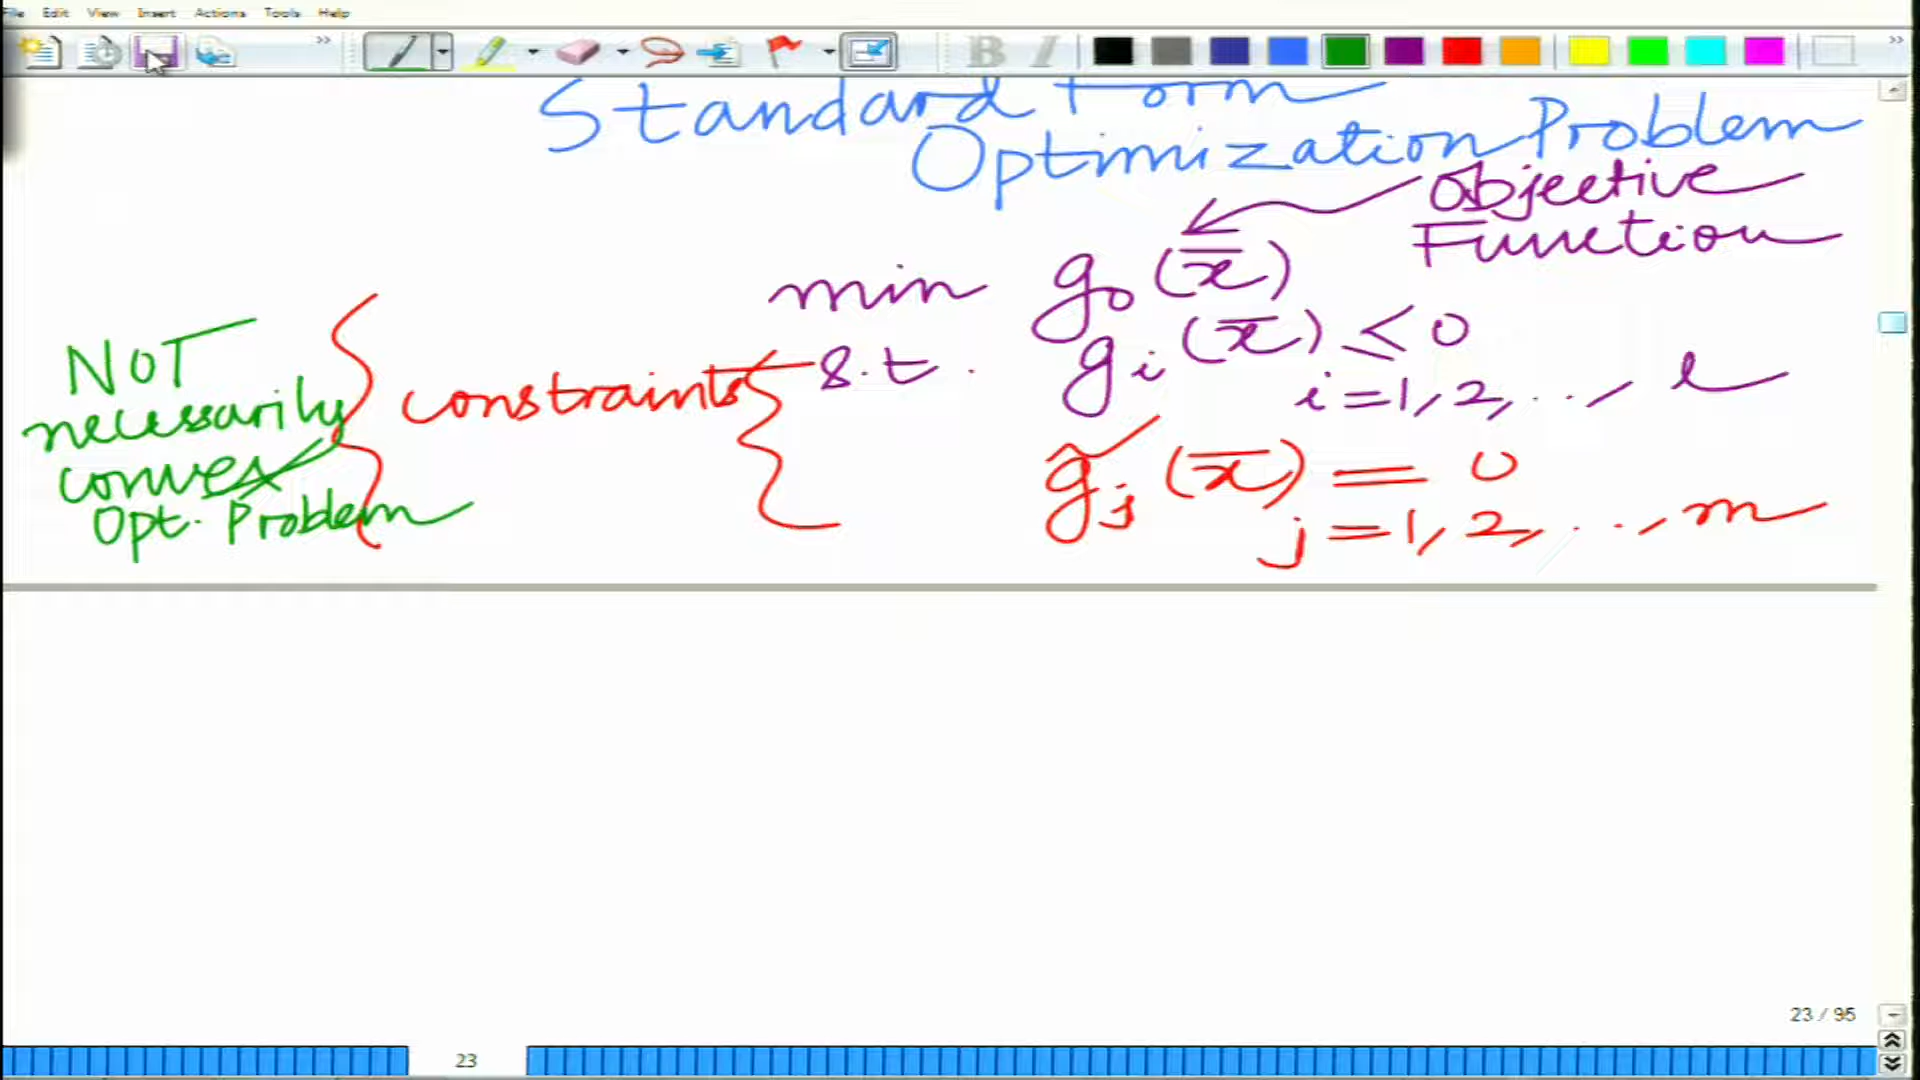 File Edit View Insert Actions Tools Help
B I
Standard Form
Optimization Problem
Objective
Function
min g₀(x̅)
s.t. gᵢ(x̅) ≤ 0
i=1,2,..., l
constraints
g̃ⱼ(x̅) = 0
j=1,2,...,m
NOT
necessarily
convex
Opt. Problem
23 / 95
23